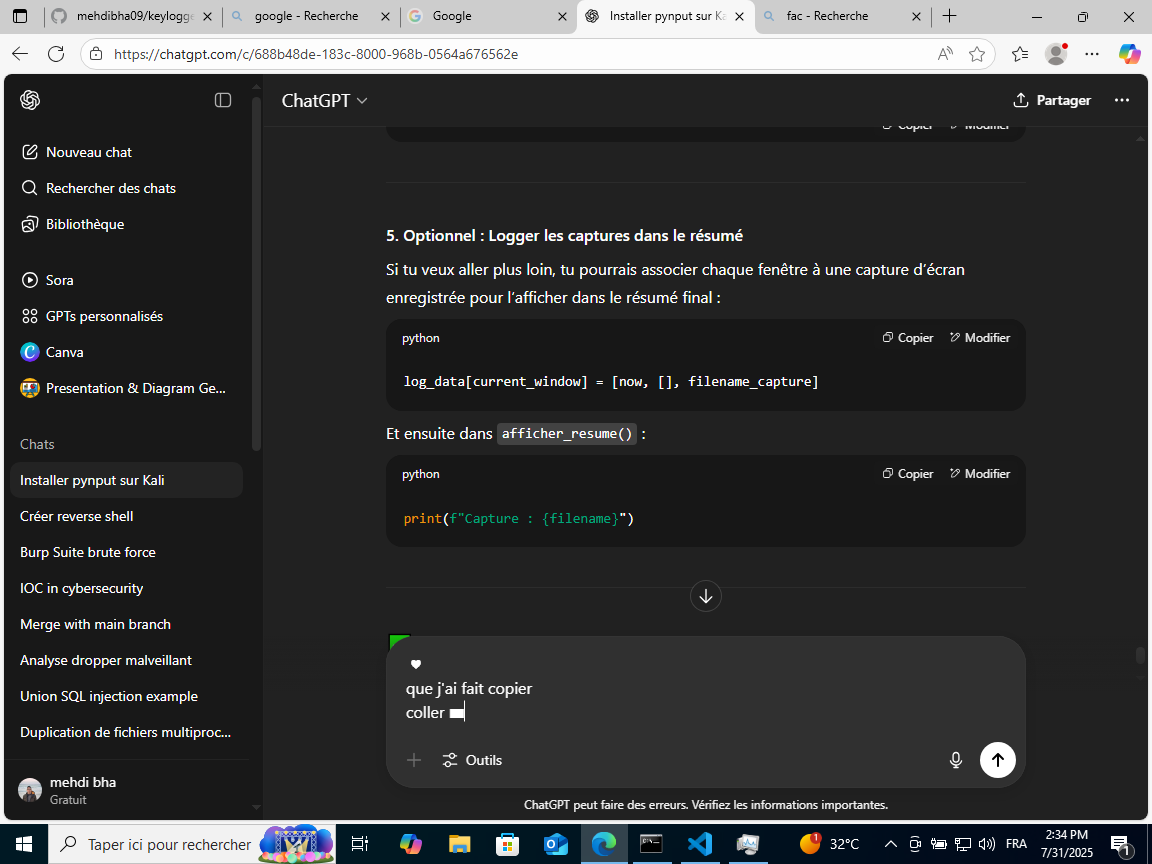 mehdibha09/keylogge
google - Recherche
Google
Installer pynput sur Ka
fac - Recherche
https://chatgpt.com/c/688b48de-183c-8000-968b-0564a676562e
ChatGPT
Partager
Nouveau chat
Rechercher des chats
Bibliothèque
Sora
GPTs personnalisés
Canva
Presentation & Diagram Ge...
Chats
Installer pynput sur Kali
Créer reverse shell
Burp Suite brute force
IOC in cybersecurity
Merge with main branch
Analyse dropper malveillant
Union SQL injection example
Duplication de fichiers multiproc...
mehdi bha
Gratuit
Copier Modifier
5. Optionnel : Logger les captures dans le résumé
Si tu veux aller plus loin, tu pourrais associer chaque fenêtre à une capture d’écran
enregistrée pour l’afficher dans le résumé final :
python Copier Modifier
log_data[current_window] = [now, [], filename_capture]
Et ensuite dans afficher_resume() :
python Copier Modifier
print(f"Capture : {filename}")
♥
que j'ai fait copier
coller
Outils
ChatGPT peut faire des erreurs. Vérifiez les informations importantes.
Taper ici pour rechercher
1
32°C
FRA
2:34 PM
7/31/2025
1